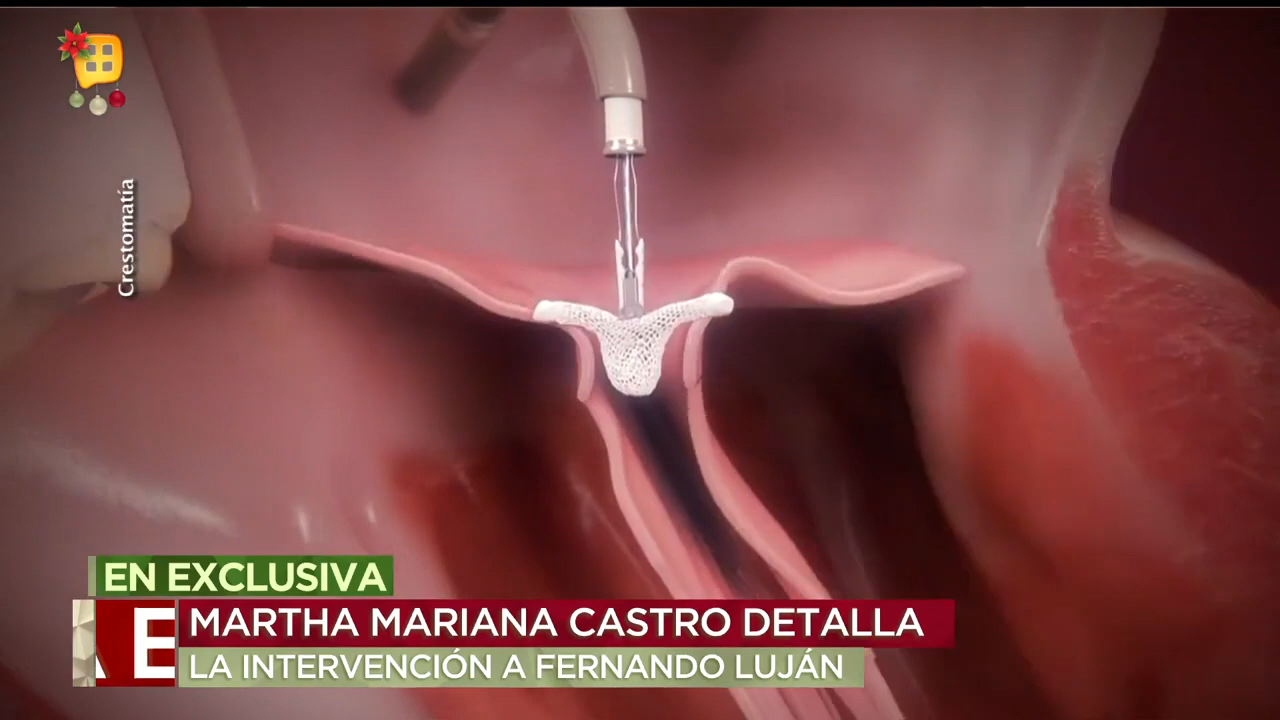 Crestomatía
EN EXCLUSIVA
E MARTHA MARIANA CASTRO DETALLA
LA INTERVENCIÓN A FERNANDO LUJÁN